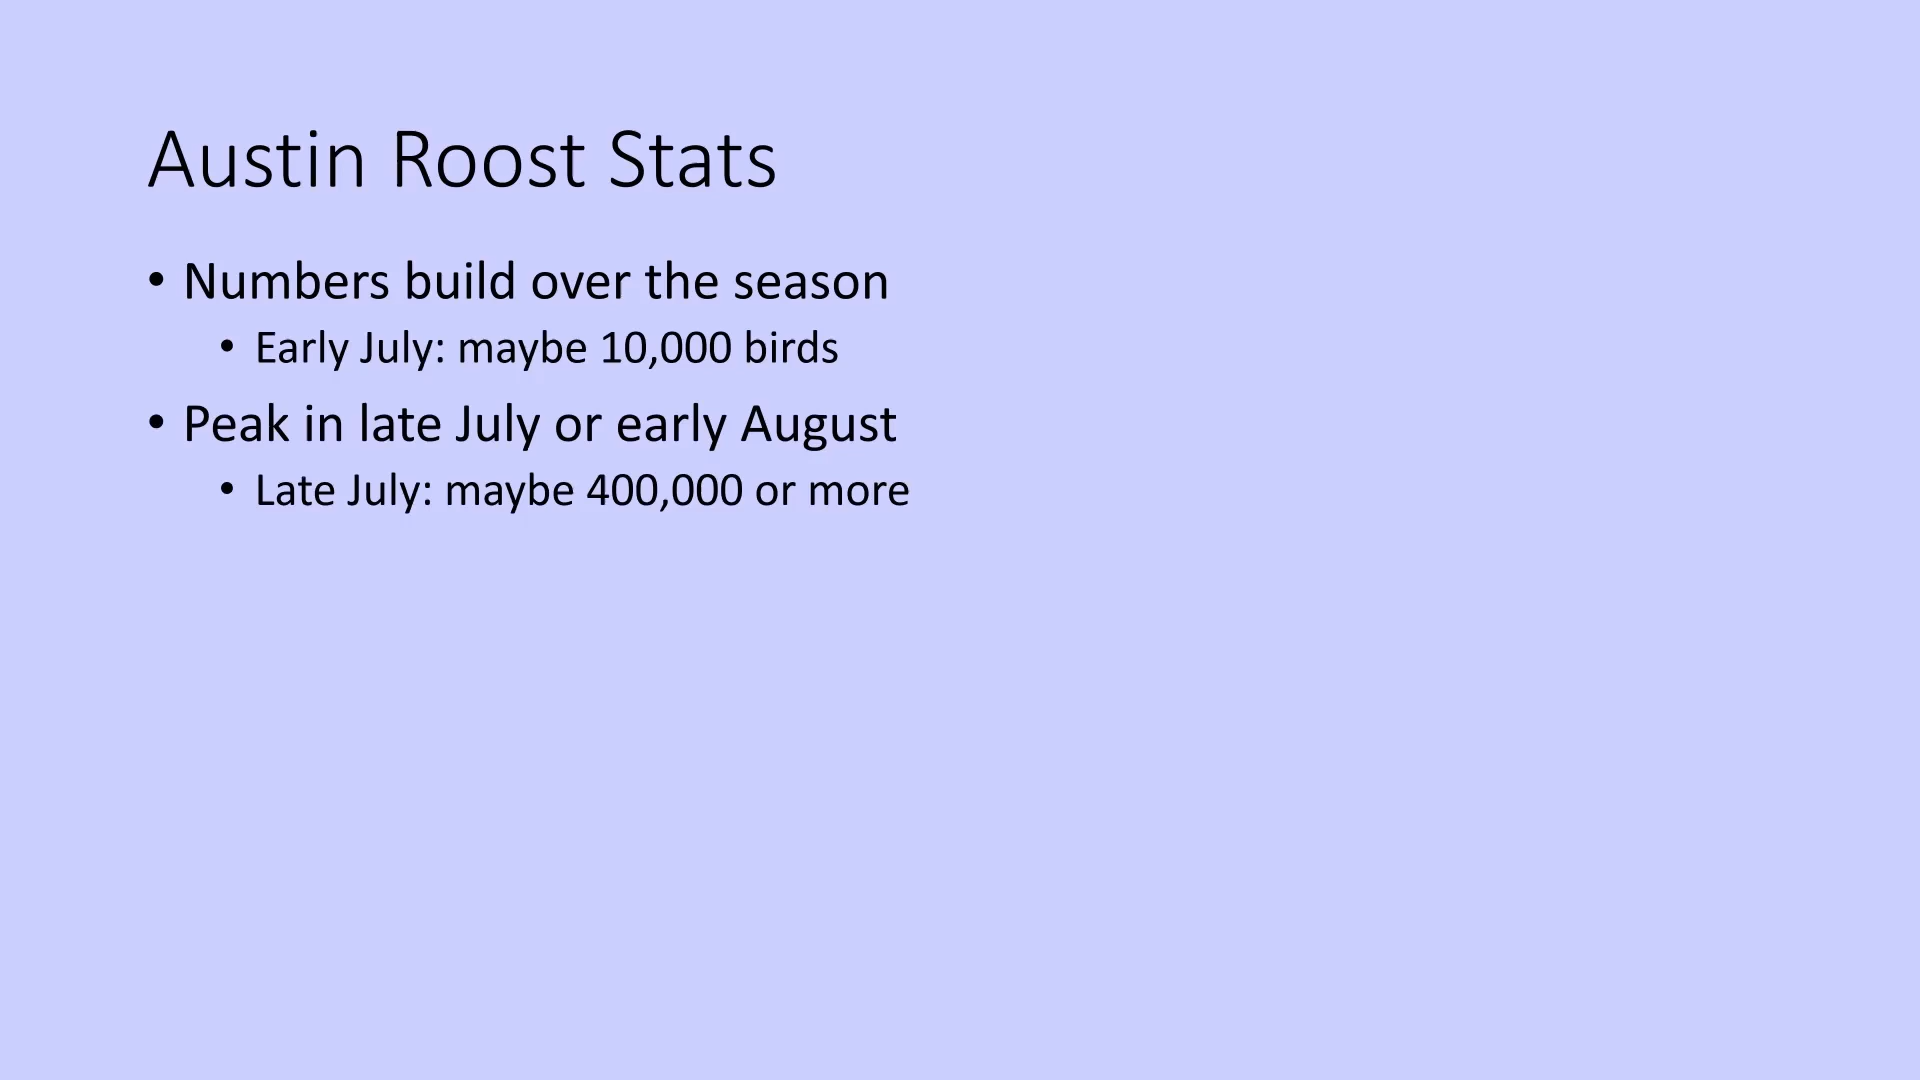 Austin Roost Stats
• Numbers build over the season
• Early July: maybe 10,000 birds
• Peak in late July or early August
• Late July: maybe 400,000 or more